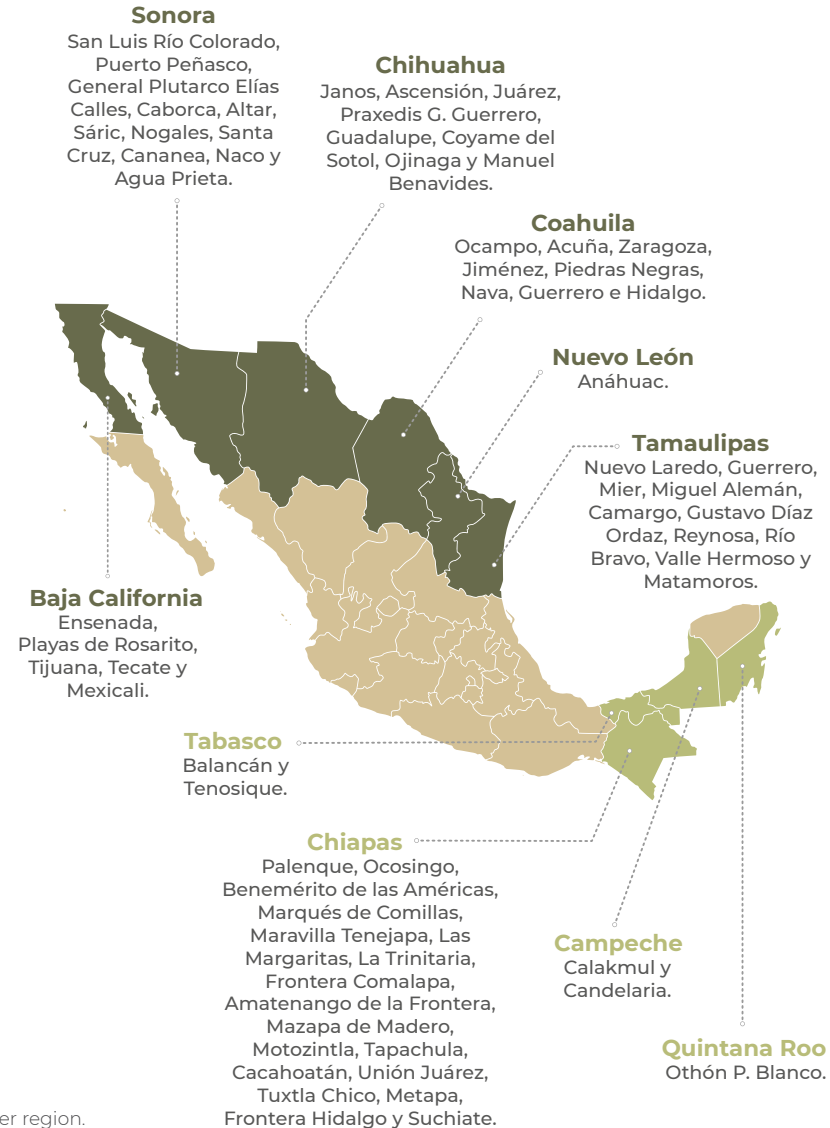 Sonora
San Luis Río Colorado,
Puerto Peñasco,
General Plutarco Elías
Calles, Caborca, Altar,
Sáric, Nogales, Santa
Cruz, Cananea, Naco y
Agua Prieta.
Chihuahua
Janos, Ascensión, Juárez,
Praxedis G. Guerrero,
Guadalupe, Coyame del
Sotol, Ojinaga y Manuel
Benavides.
Coahuila
Ocampo, Acuña, Zaragoza,
Jiménez, Piedras Negras,
Nava, Guerrero e Hidalgo.
Nuevo León
Anáhuac.
Tamaulipas
Nuevo Laredo, Guerrero,
Mier, Miguel Alemán,
Camargo, Gustavo Díaz
Ordaz, Reynosa, Río
Bravo, Valle Hermoso y
Matamoros.
Baja California
Ensenada,
Playas de Rosarito,
Tijuana, Tecate y
Mexicali.
Tabasco
Balancán y
Tenosique.
Chiapas
Palenque, Ocosingo,
Benemérito de las Américas,
Marqués de Comillas,
Maravilla Tenejapa, Las
Margaritas, La Trinitaria,
Frontera Comalapa,
Amatenango de la Frontera,
Mazapa de Madero,
Motozintla, Tapachula,
Cacahoatán, Unión Juárez,
Tuxtla Chico, Metapa,
Frontera Hidalgo y Suchiate.
Campeche
Calakmul y
Candelaria.
Quintana Roo
Othón P. Blanco.
er region.